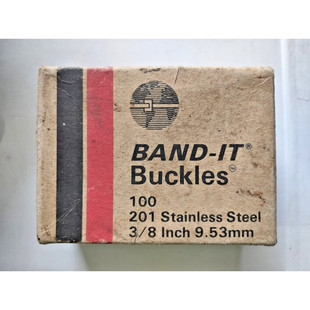 BAND-IT®
Buckles
100
201 Stainless Steel
3/8 Inch 9.53mm